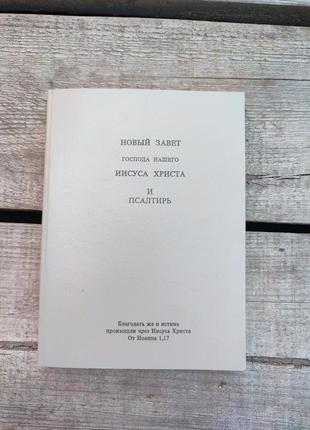 НОВЫЙ ЗАВЕТ
ГОСПОДА НАШЕГО
ИИСУСА ХРИСТА
И
ПСАЛТИРЬ
Благодать же и истина
произошли чрез Иисуса Христа
От Иоанна 1,17